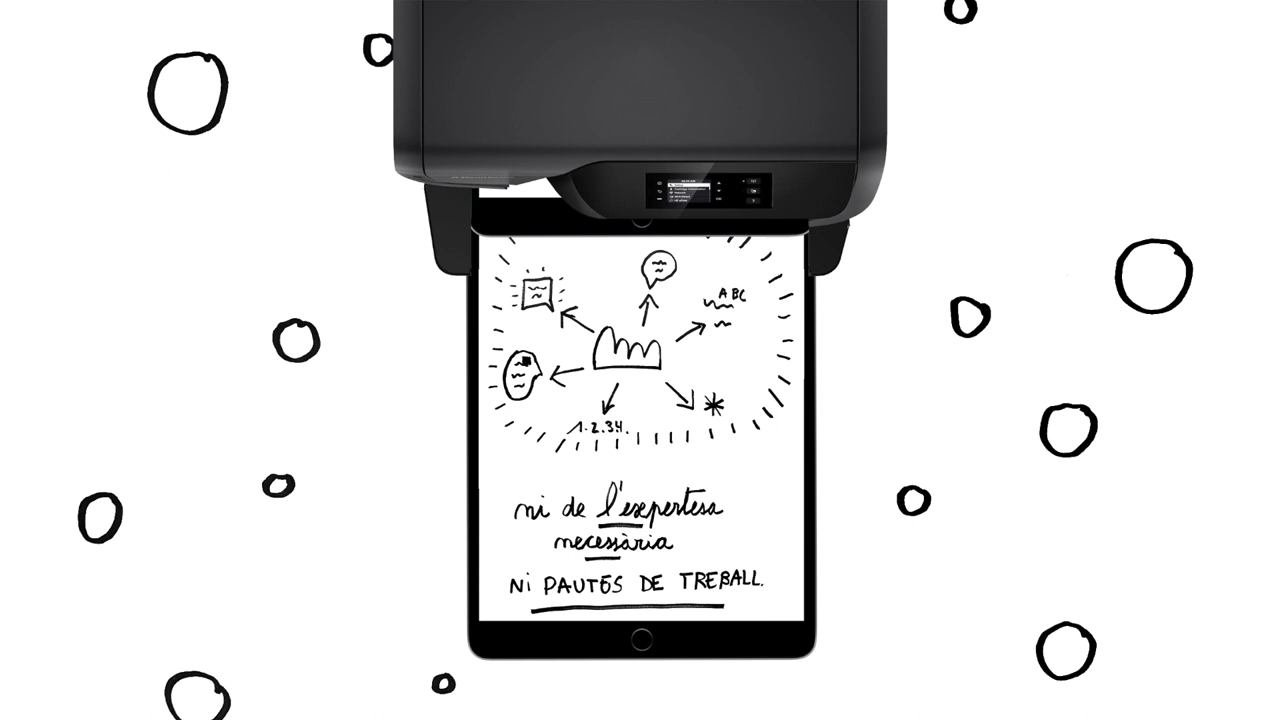 ABC
1.2.34.
ni de l'expertesa
necessària
Ni PAUTES DE TREBALL.